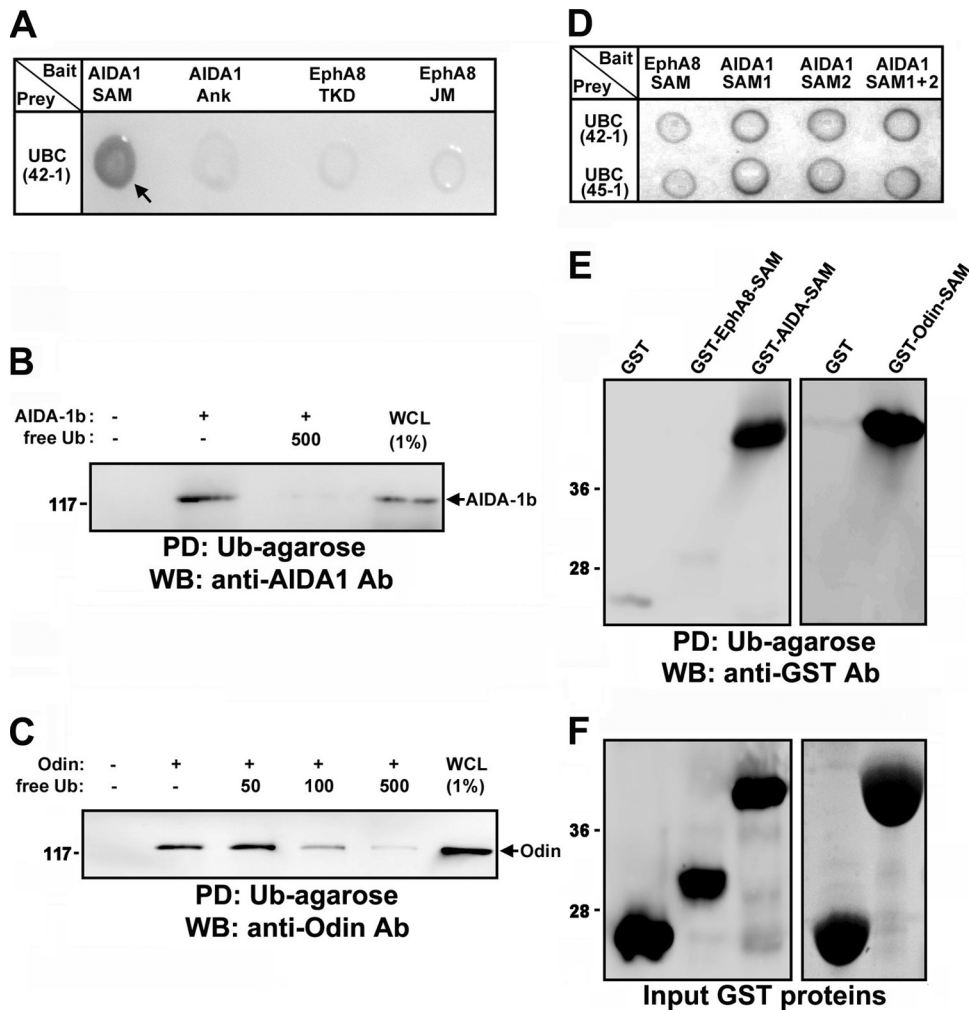 A
Bait
Prey
AIDA1 SAM
AIDA1 Ank
EphA8 TKD
EphA8 JM
UBC (42-1)
B
AIDA-1b: - + + WCL
free Ub: - - 500 (1%)
117
AIDA-1b
PD: Ub-agarose
WB: anti-AIDA1 Ab
C
Odin: - + + + + WCL
free Ub: - - 50 100 500 (1%)
117
Odin
PD: Ub-agarose
WB: anti-Odin Ab
D
Bait
Prey
EphA8 SAM
AIDA1 SAM1
AIDA1 SAM2
AIDA1 SAM1+2
UBC (42-1)
UBC (45-1)
E
GST
GST-EphA8-SAM
GST-AIDA-SAM
GST
GST-Odin-SAM
36
28
PD: Ub-agarose
WB: anti-GST Ab
F
36
28
Input GST proteins